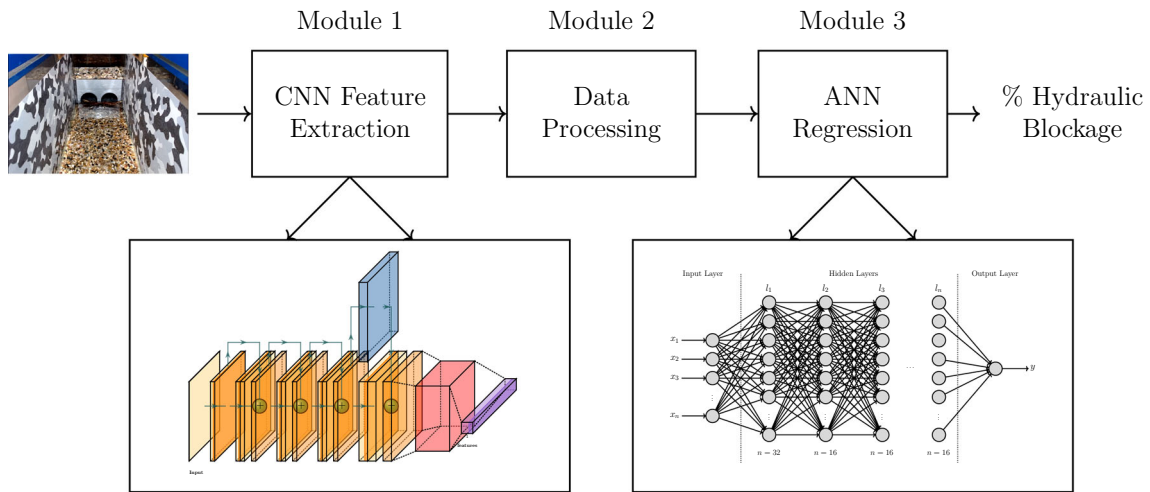 Module 1
Module 2
Module 3
CNN Feature
Extraction
Data
Processing
ANN
Regression
% Hydraulic
Blockage
Input
features
Input Layer
Hidden Layers
Output Layer
l₁
l₂
l₃
lₙ
x₁
x₂
x₃
⋮
xₙ
...
y
⋮
⋮
⋮
⋮
n = 32
n = 16
n = 16
n = 16